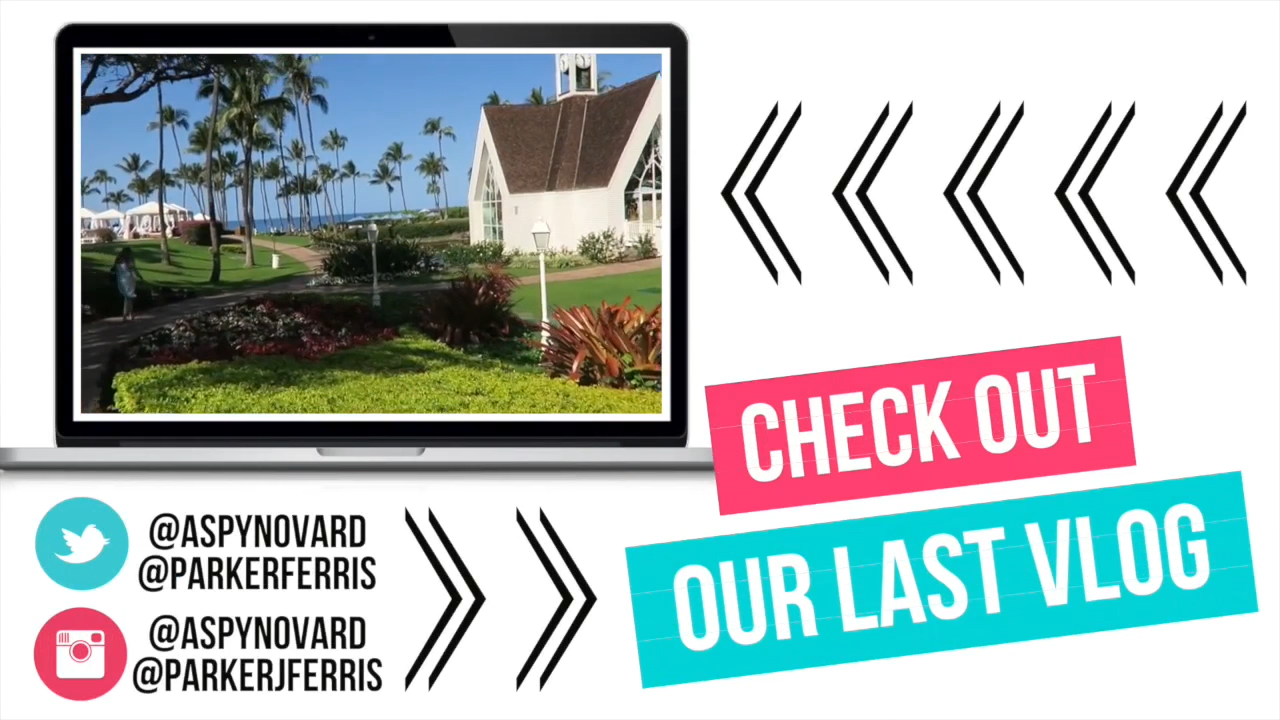 CHECK OUT
OUR LAST VLOG
@ASPYNOVARD
@PARKERFERRIS
@ASPYNOVARD
@PARKERJFERRIS